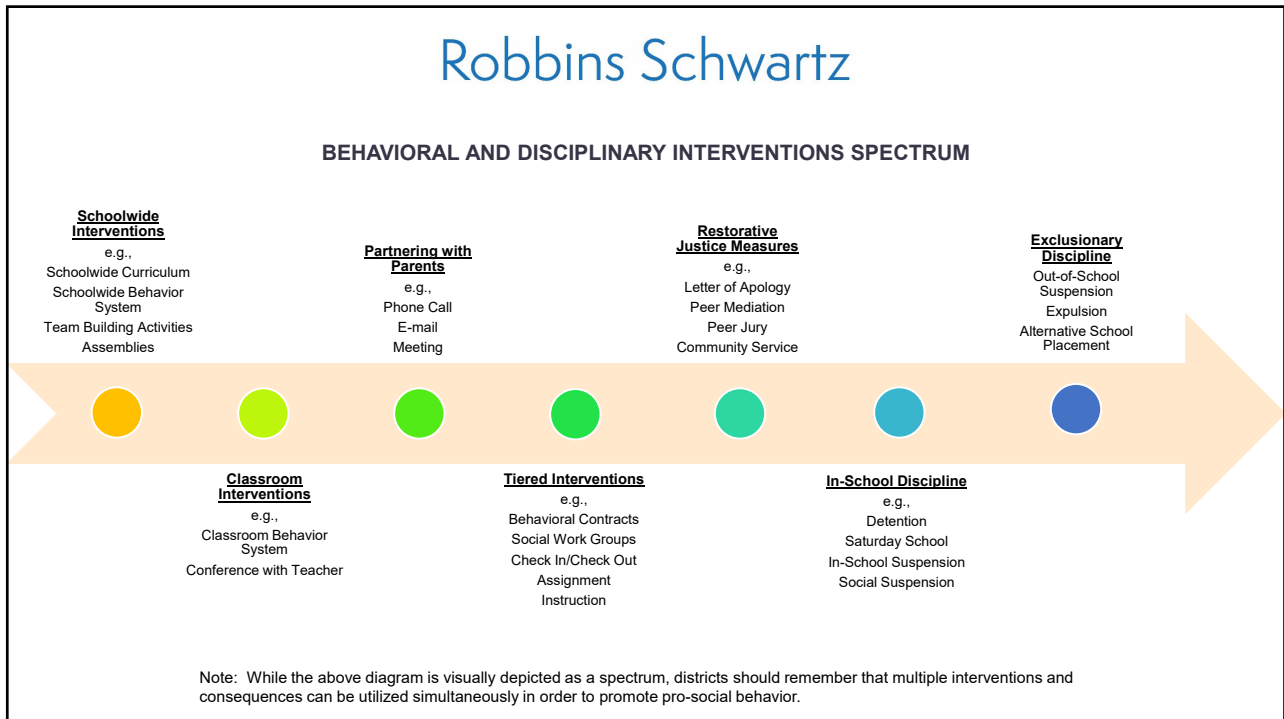 Robbins Schwartz
BEHAVIORAL AND DISCIPLINARY INTERVENTIONS SPECTRUM
Schoolwide
Interventions
e.g.,
Schoolwide Curriculum
Schoolwide Behavior
System
Team Building Activities
Assemblies
Classroom
Interventions
e.g.,
Classroom Behavior
System
Conference with Teacher
Partnering with
Parents
e.g.,
Phone Call
E-mail
Meeting
Tiered Interventions
e.g.,
Behavioral Contracts
Social Work Groups
Check In/Check Out
Assignment
Instruction
Restorative
Justice Measures
e.g.,
Letter of Apology
Peer Mediation
Peer Jury
Community Service
In-School Discipline
e.g.,
Detention
Saturday School
In-School Suspension
Social Suspension
Exclusionary
Discipline
Out-of-School
Suspension
Expulsion
Alternative School
Placement
Note: While the above diagram is visually depicted as a spectrum, districts should remember that multiple interventions and
consequences can be utilized simultaneously in order to promote pro-social behavior.